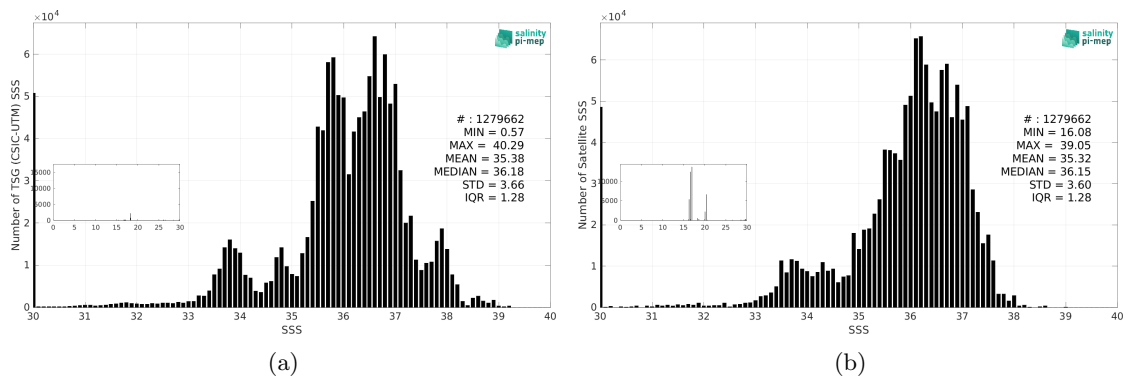 ×10⁴
6
5
4
3
2
1
0
Number of TSG (CSIC-UTM) SSS
salinity
pi-mep
# : 1279662
MIN = 0.57
MAX = 40.29
MEAN = 35.38
MEDIAN = 36.18
STD = 3.66
IQR = 1.28
15000
10000
5000
0
0 5 10 15 20 25 30
30 31 32 33 34 35 36 37 38 39 40
SSS
(a)
×10⁴
6
5
4
3
2
1
0
Number of Satellite SSS
salinity
pi-mep
# : 1279662
MIN = 16.08
MAX = 39.05
MEAN = 35.32
MEDIAN = 36.15
STD = 3.60
IQR = 1.28
10000
5000
0
0 5 10 15 20 25 30
30 31 32 33 34 35 36 37 38 39 40
SSS
(b)